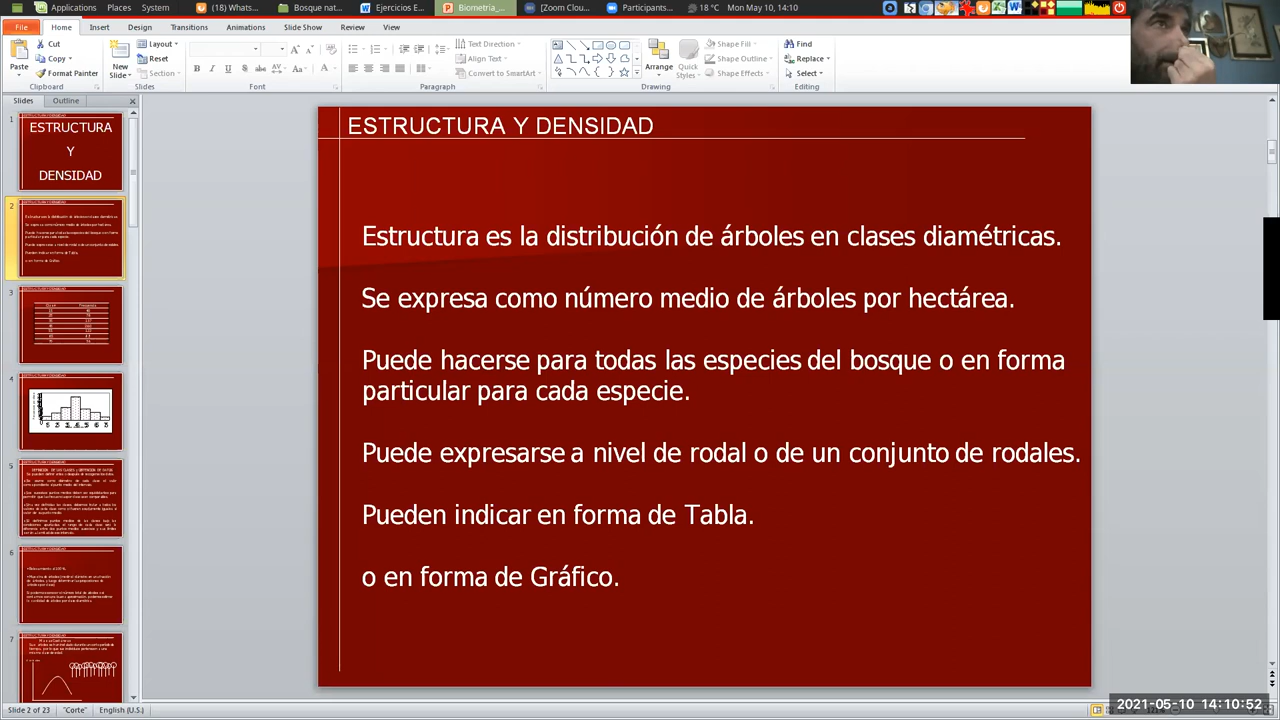 Applications Places System (18) Whats... Bosque nat... Ejercicios E... Biometria_... [Zoom Clou... Participants... 18 °C Mon May 10, 14:10
File Home Insert Design Transitions Animations Slide Show Review View
Cut
Copy
Format Painter
Paste
New
Slide
Layout
Reset
Section
Text Direction
Align Text
Convert to SmartArt
Arrange
Quick
Styles
Shape Fill
Shape Outline
Shape Effects
Find
Replace
Select
Clipboard Slides Font Paragraph Drawing Editing
Slides Outline
1
ESTRUCTURA
Y
DENSIDAD
2
3
4
5
6
7
ESTRUCTURA Y DENSIDAD
Estructura es la distribución de árboles en clases diamétricas.
Se expresa como número medio de árboles por hectárea.
Puede hacerse para todas las especies del bosque o en forma
particular para cada especie.
Puede expresarse a nivel de rodal o de un conjunto de rodales.
Pueden indicar en forma de Tabla.
o en forma de Gráfico.
Slide 2 of 23 "Corte" English (U.S.)
2021-05-10 14:10:52